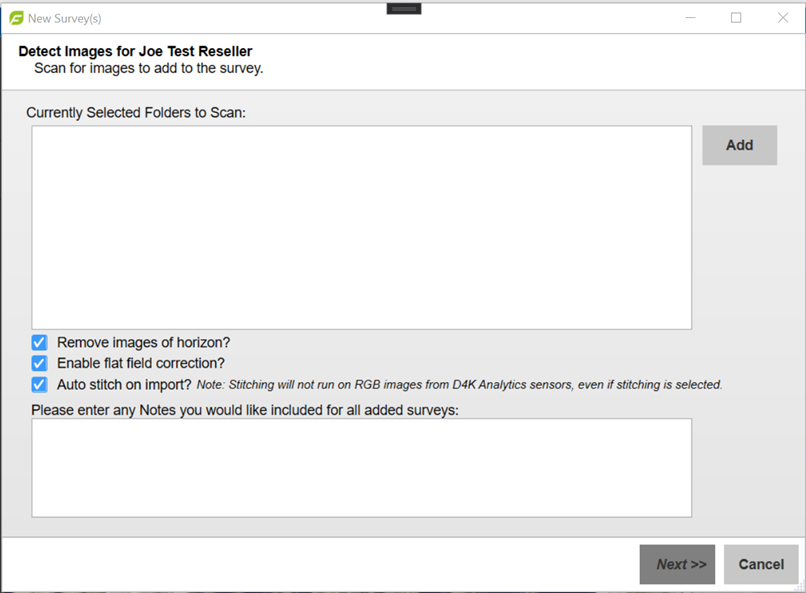 New Survey(s)
Detect Images for Joe Test Reseller
Scan for images to add to the survey.
Currently Selected Folders to Scan:
Add
Remove images of horizon?
Enable flat field correction?
Auto stitch on import? Note: Stitching will not run on RGB images from D4K Analytics sensors, even if stitching is selected.
Please enter any Notes you would like included for all added surveys:
Next >> Cancel